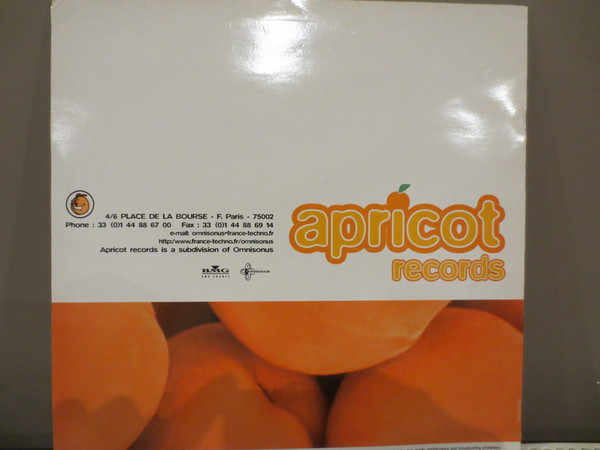 4/6 PLACE DE LA BOURSE - F. Paris - 75002
Phone : 33 (0)1 44 88 67 00 Fax : 33 (0)1 44 88 69 14
e-mail: omnisonus@france-techno.fr
http://www.france-techno.fr/omnisonus
Apricot records is a subdivision of Omnisonus
apricot
records
BMG